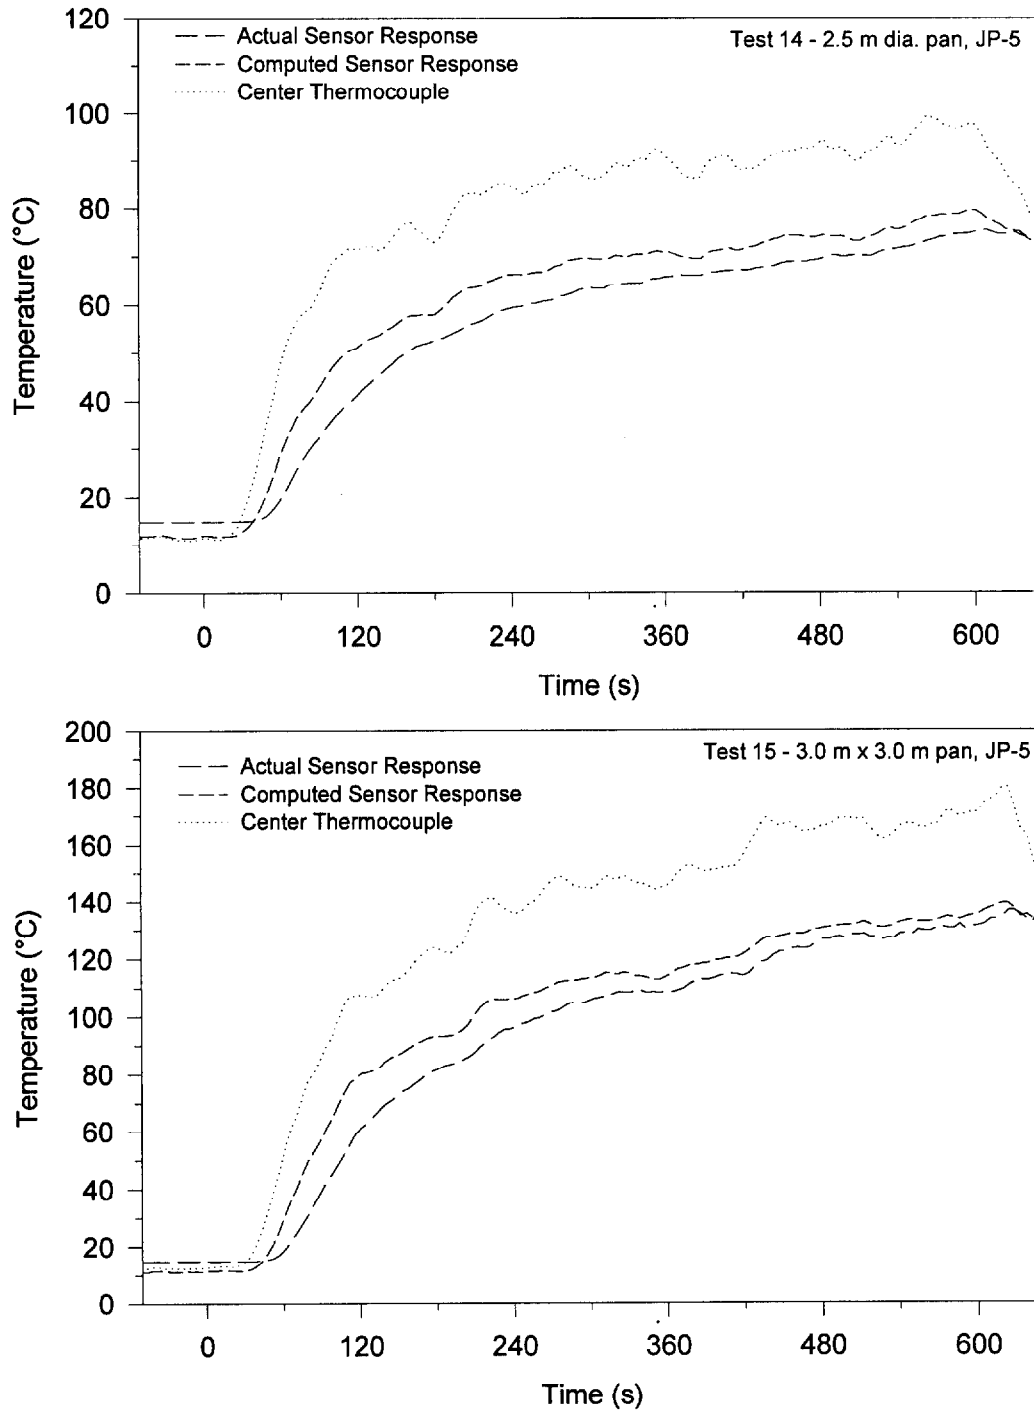 120
Actual Sensor Response
Test 14 - 2.5 m dia. pan, JP-5
Computed Sensor Response
Center Thermocouple
100
80
60
40
20
0
Temperature (°C)
0 120 240 360 480 600
Time (s)
200
Test 15 - 3.0 m x 3.0 m pan, JP-5
Actual Sensor Response
Computed Sensor Response
Center Thermocouple
180
160
140
120
100
80
60
40
20
0
Temperature (°C)
0 120 240 360 480 600
Time (s)